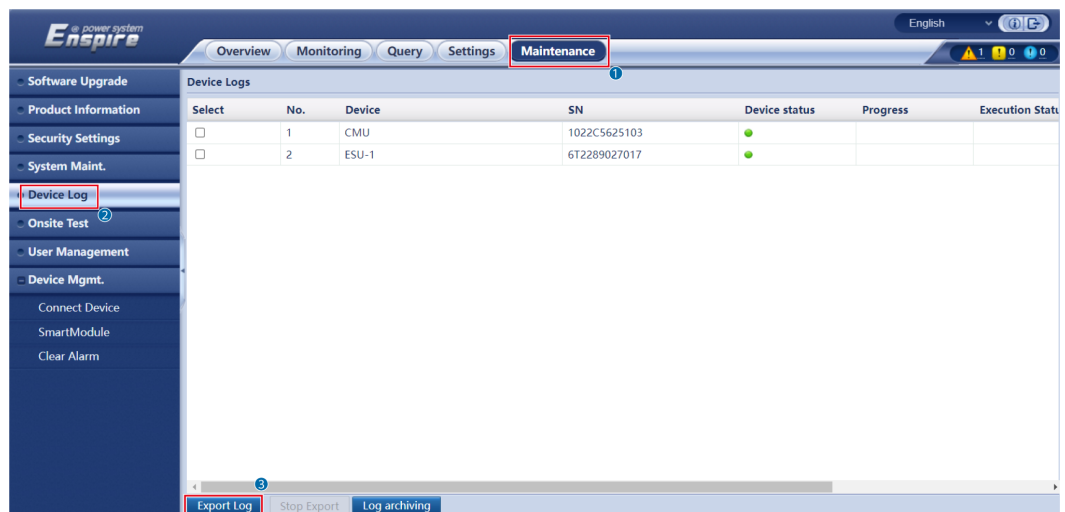 Enspire e power system
English
Overview Monitoring Query Settings Maintenance
1 0 0
1
Software Upgrade
Product Information
Security Settings
System Maint.
Device Log
2
Onsite Test
User Management
Device Mgmt.
Connect Device
SmartModule
Clear Alarm
Device Logs
Select No. Device SN Device status Progress Execution Statu
1 CMU 1022C5625103
2 ESU-1 6T2289027017
3
Export Log Stop Export Log archiving